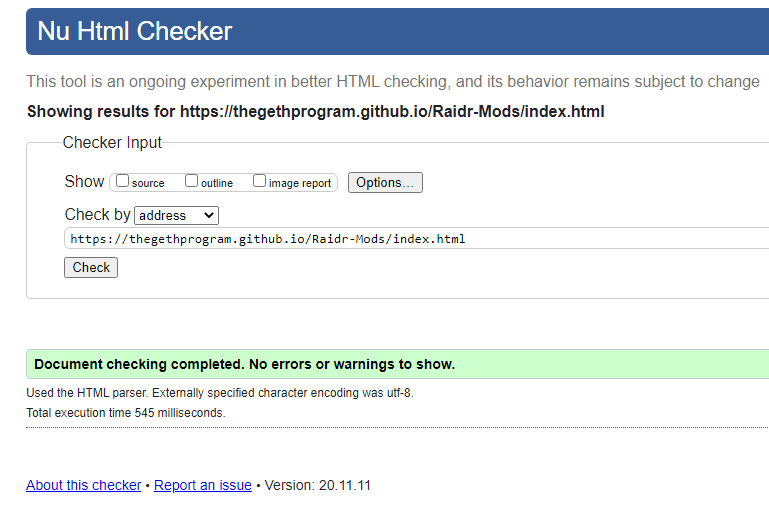 Nu Html Checker
This tool is an ongoing experiment in better HTML checking, and its behavior remains subject to change
Showing results for https://thegethprogram.github.io/Raidr-Mods/index.html
Checker Input
Show source outline image report Options...
Check by address
https://thegethprogram.github.io/Raidr-Mods/index.html
Check
Document checking completed. No errors or warnings to show.
Used the HTML parser. Externally specified character encoding was utf-8.
Total execution time 545 milliseconds.
About this checker • Report an issue • Version: 20.11.11